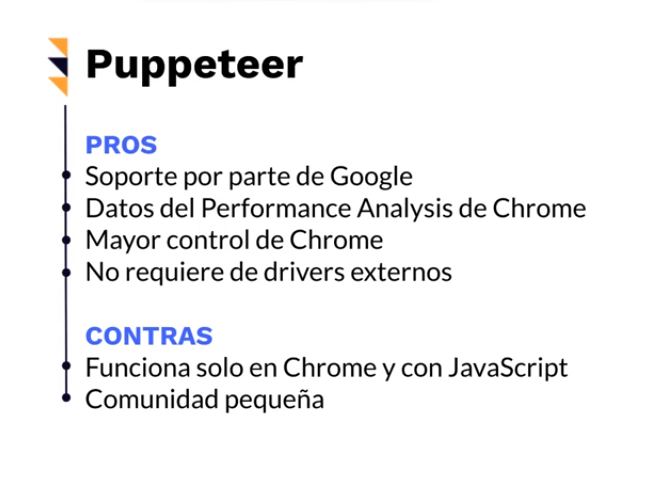 Puppeteer
PROS
Soporte por parte de Google
Datos del Performance Analysis de Chrome
Mayor control de Chrome
No requiere de drivers externos
CONTRAS
Funciona solo en Chrome y con JavaScript
Comunidad pequeña